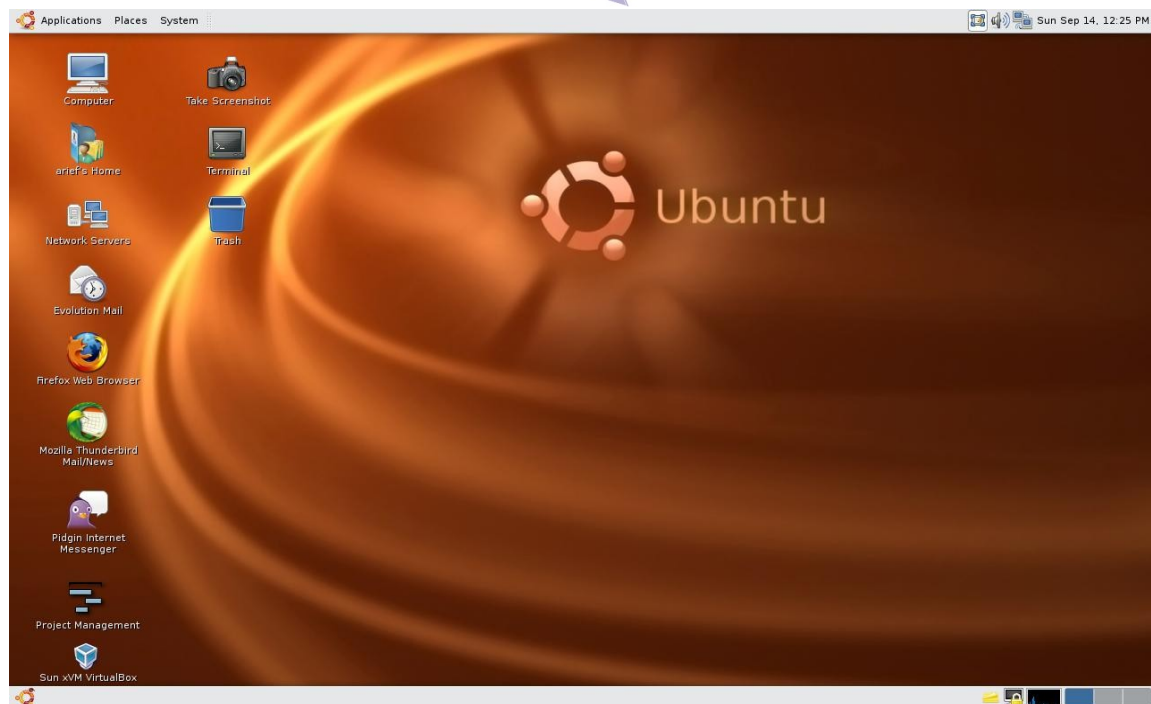 Applications Places System
Sun Sep 14, 12:25 PM
Computer
Take Screenshot
arief's Home
Terminal
Network Servers
Trash
Evolution Mail
Firefox Web Browser
Mozilla Thunderbird
Mail/News
Pidgin Internet
Messenger
Project Management
Sun xVM VirtualBox
Ubuntu